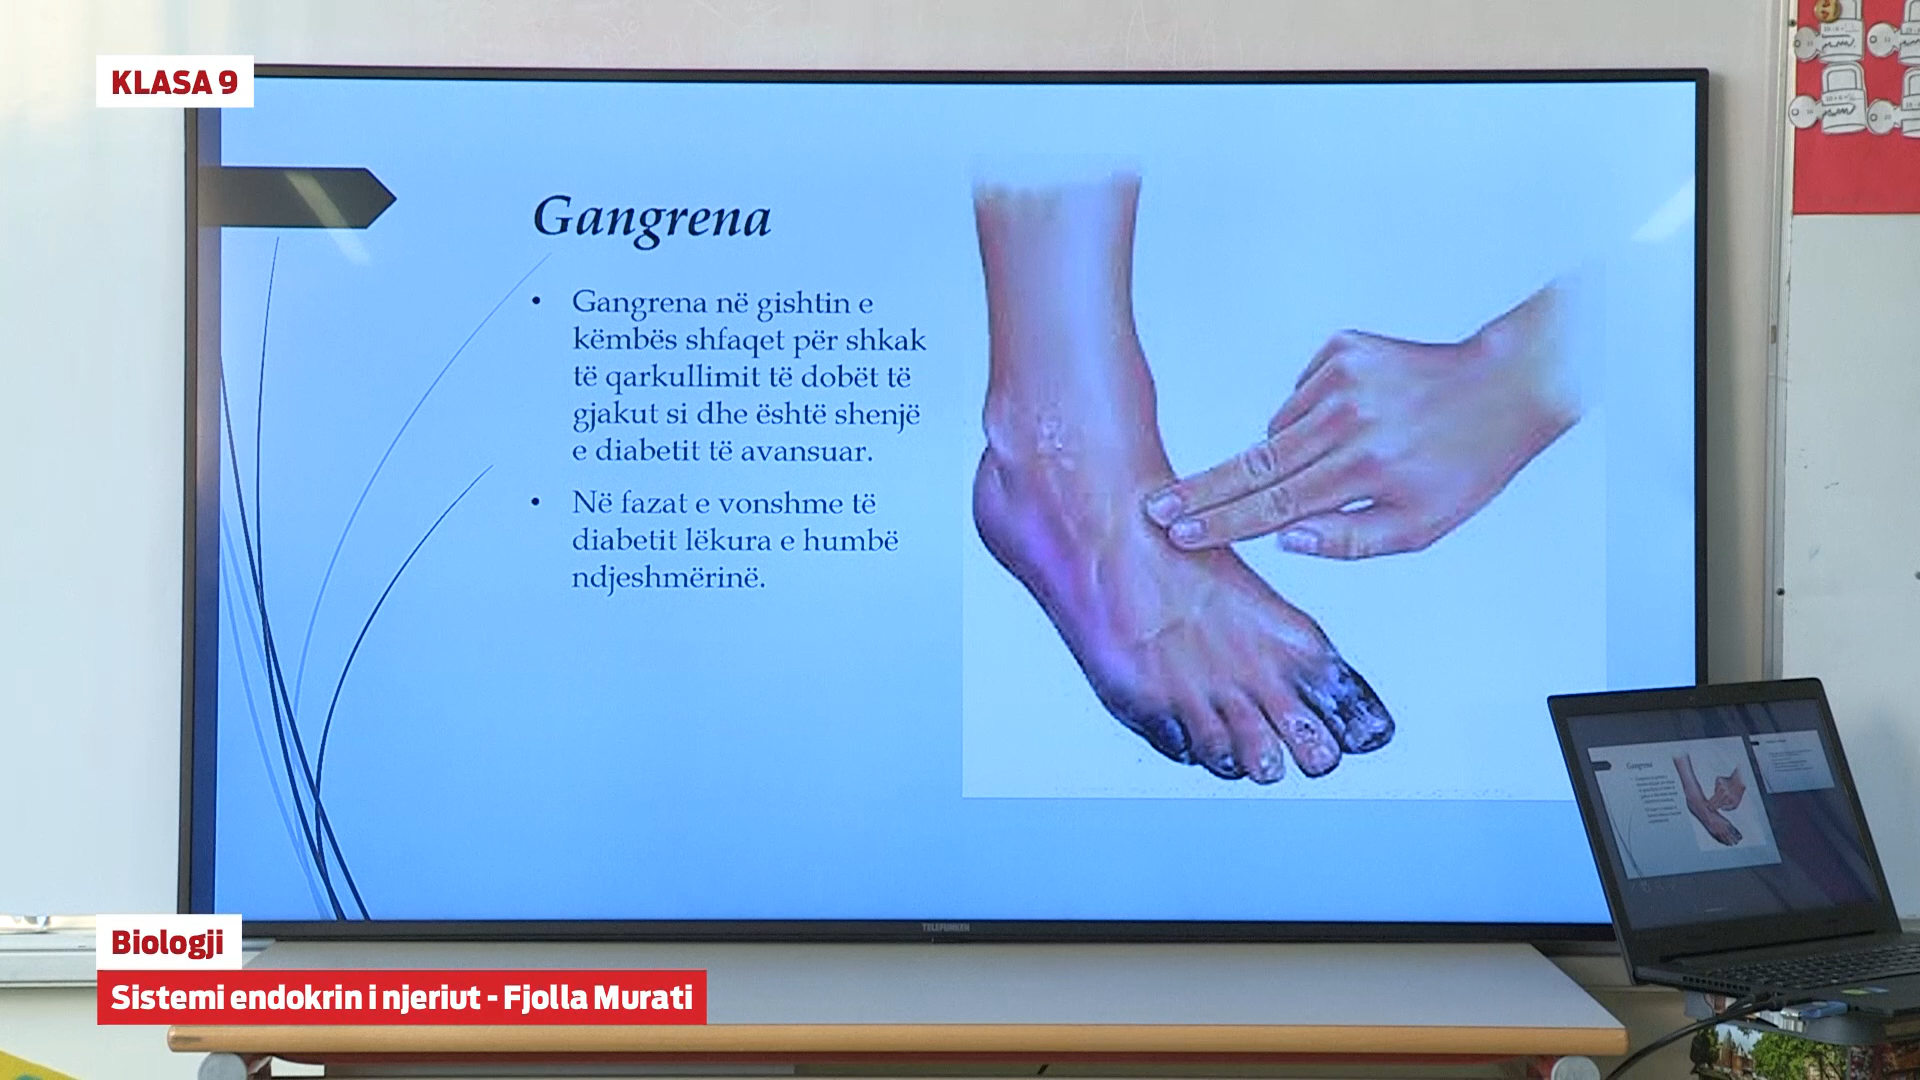 KLASA 9
Gangrena
• Gangrena në gishtin e
këmbës shfaqet për shkak
të qarkullimit të dobët të
gjakut si dhe është shenjë
e diabetit të avansuar.
• Në fazat e vonshme të
diabetit lëkura e humbë
ndjeshmërinë.
TELEFUNKEN
Gangrena
Biologji
Sistemi endokrin i njeriut - Fjolla Murati